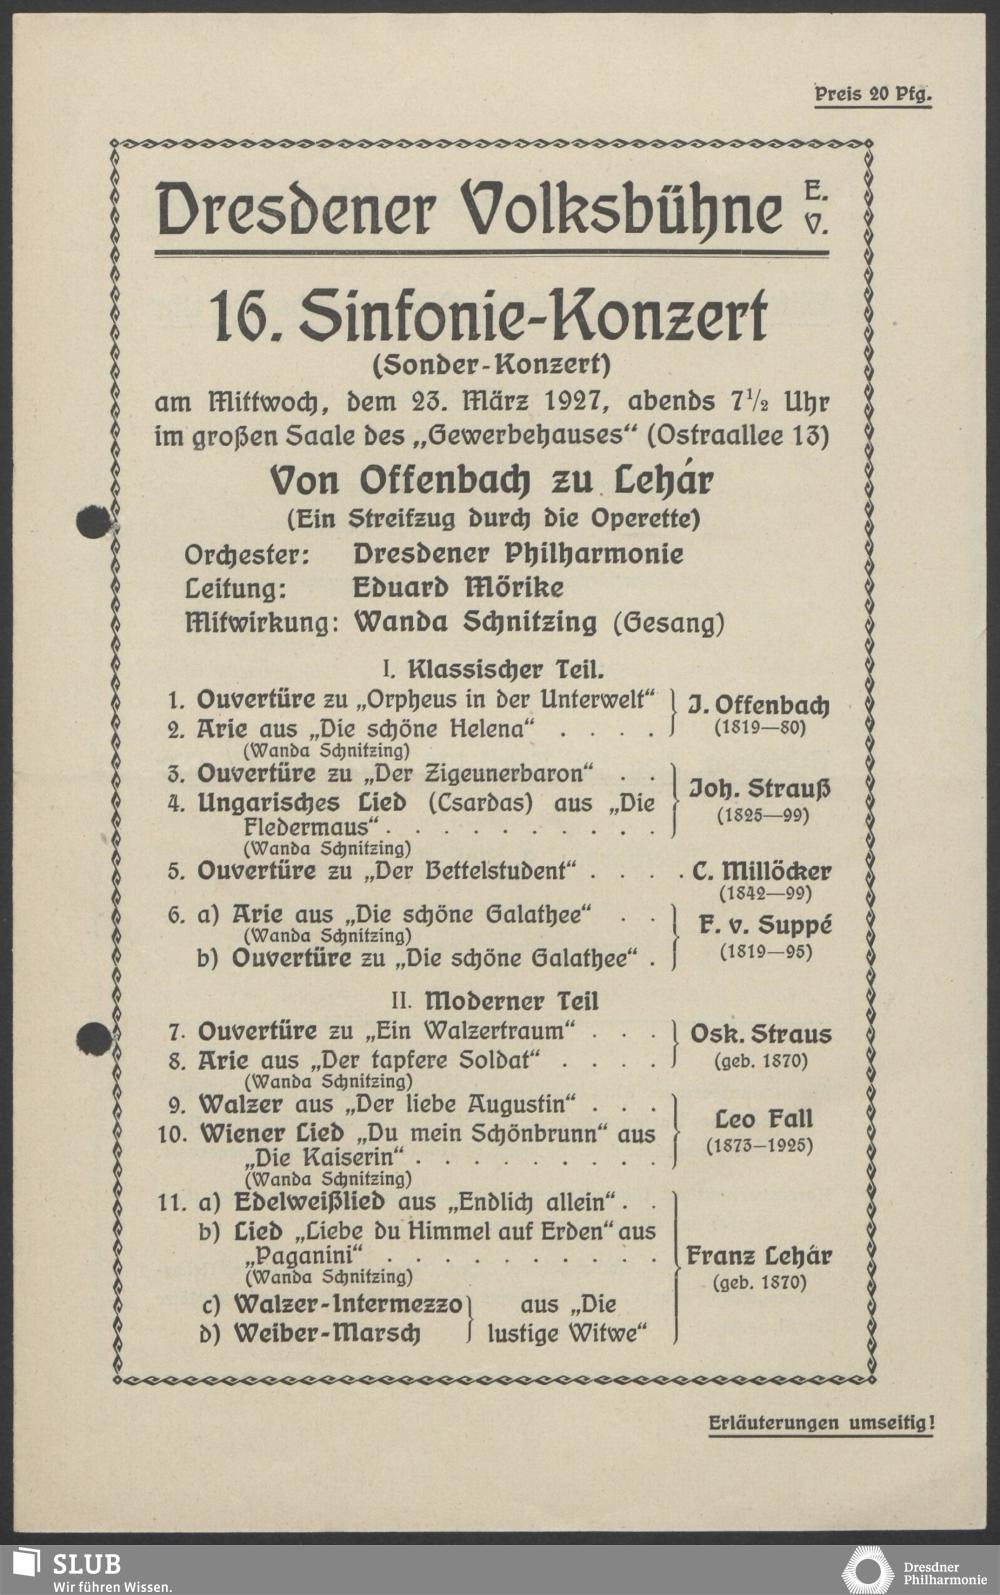 Preis 20 Pfg.
Dresdener Volksbühne E. V.
16. Sinfonie-Konzert
(Sonder-Konzert)
am Mittwoch, dem 23. März 1927, abends 7½ Uhr
im großen Saale des „Gewerbehauses“ (Ostraallee 13)
Von Offenbach zu Lehár
(Ein Streifzug durch die Operette)
Orchester: Dresdener Philharmonie
Leitung: Eduard Mörike
Mitwirkung: Wanda Schnitzing (Gesang)
I. Klassischer Teil.
1. Ouvertüre zu „Orpheus in der Unterwelt“
2. Arie aus „Die schöne Helena“ . . . .
(Wanda Schnitzing)
J. Offenbach
(1819—80)
3. Ouvertüre zu „Der Zigeunerbaron“ . .
4. Ungarisches Lied (Csardas) aus „Die
Fledermaus“ . . . . . . . . . .
(Wanda Schnitzing)
Joh. Strauß
(1825—99)
5. Ouvertüre zu „Der Bettelstudent“ . . . . C. Millöcker
(1842—99)
6. a) Arie aus „Die schöne Galathee“ . .
(Wanda Schnitzing)
b) Ouvertüre zu „Die schöne Galathee“ .
F. v. Suppé
(1819—95)
II. Moderner Teil
7. Ouvertüre zu „Ein Walzertraum“ . . .
8. Arie aus „Der tapfere Soldat“ . . . .
(Wanda Schnitzing)
Osk. Straus
(geb. 1870)
9. Walzer aus „Der liebe Augustin“ . . .
10. Wiener Lied „Du mein Schönbrunn“ aus
„Die Kaiserin“ . . . . . . . . .
(Wanda Schnitzing)
Leo Fall
(1873—1925)
11. a) Edelweißlied aus „Endlich allein“ . .
b) Lied „Liebe du Himmel auf Erden“ aus
„Paganini“ . . . . . . . . . .
(Wanda Schnitzing)
c) Walzer-Intermezzo aus „Die
d) Weiber-Marsch lustige Witwe“
Franz Lehár
(geb. 1870)
Erläuterungen umseitig!
SLUB
Wir führen Wissen.
Dresdner
Philharmonie